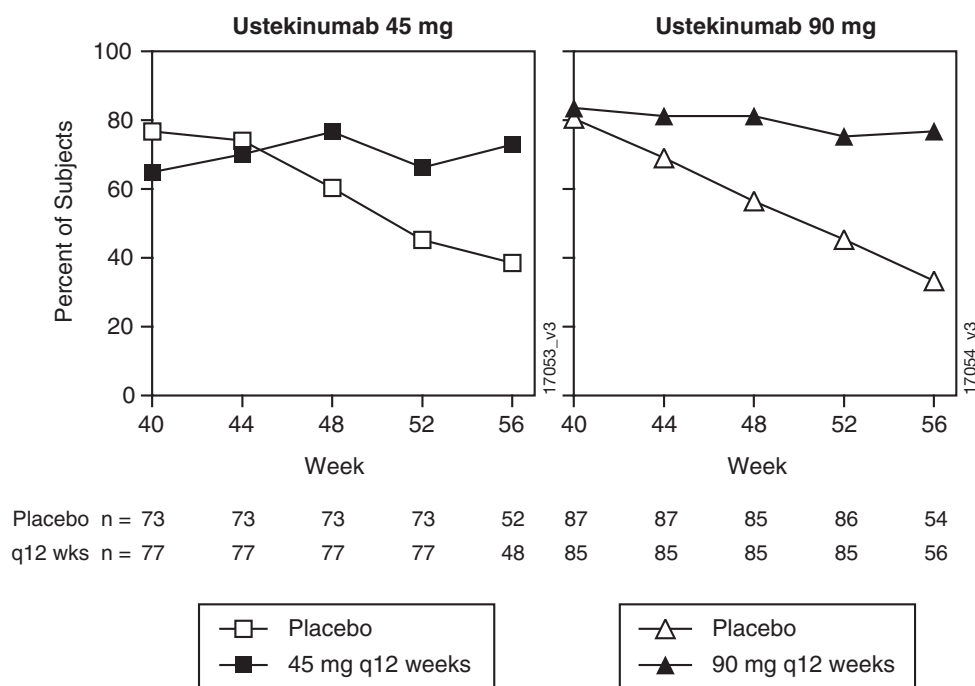 Ustekinumab 45 mg
Ustekinumab 90 mg
Percent of Subjects
100
80
60
40
20
0
40 44 48 52 56
40 44 48 52 56
Week
Week
17053_v3
17054_v3
Placebo n = 73 73 73 73 52 87 87 85 86 54
q12 wks n = 77 77 77 77 48 85 85 85 85 56
Placebo
45 mg q12 weeks
Placebo
90 mg q12 weeks